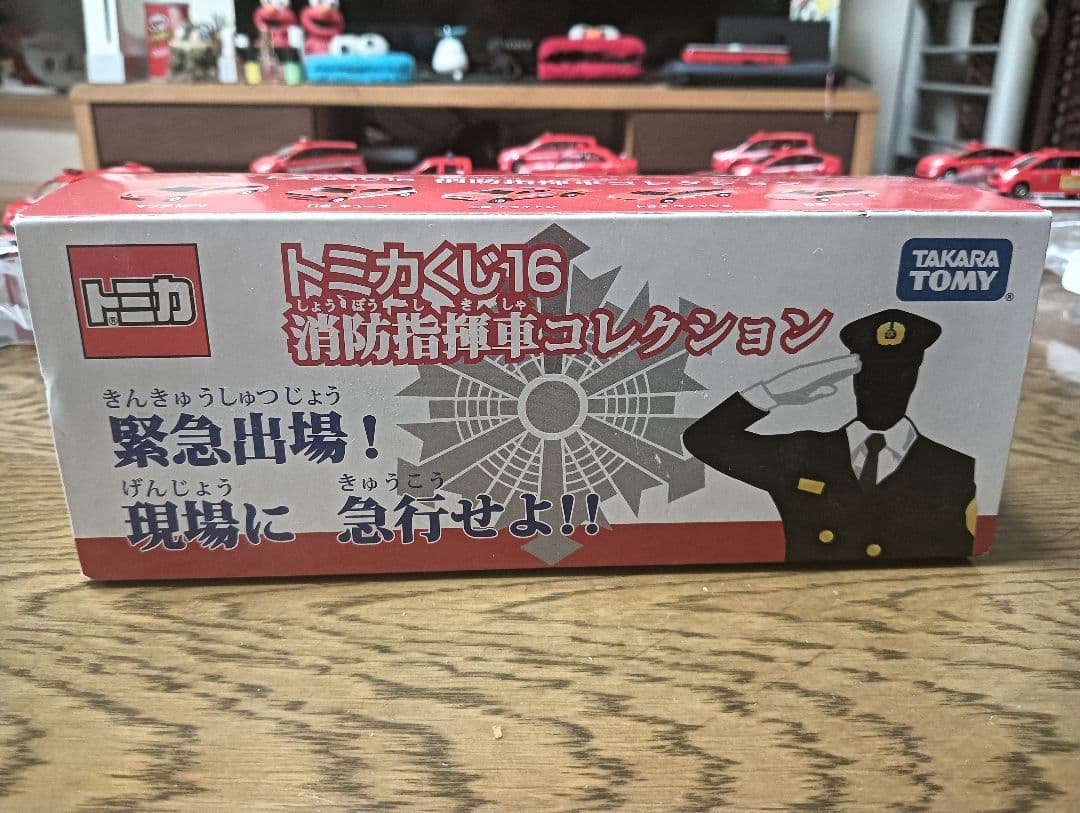 トミカ
トミカくじ16
しょうぼうしきしゃ
消防指揮車コレクション
TAKARA
TOMY
きんきゅうしゅつじょう
緊急出場!
げんじょう きゅうこう
現場に 急行せよ!!